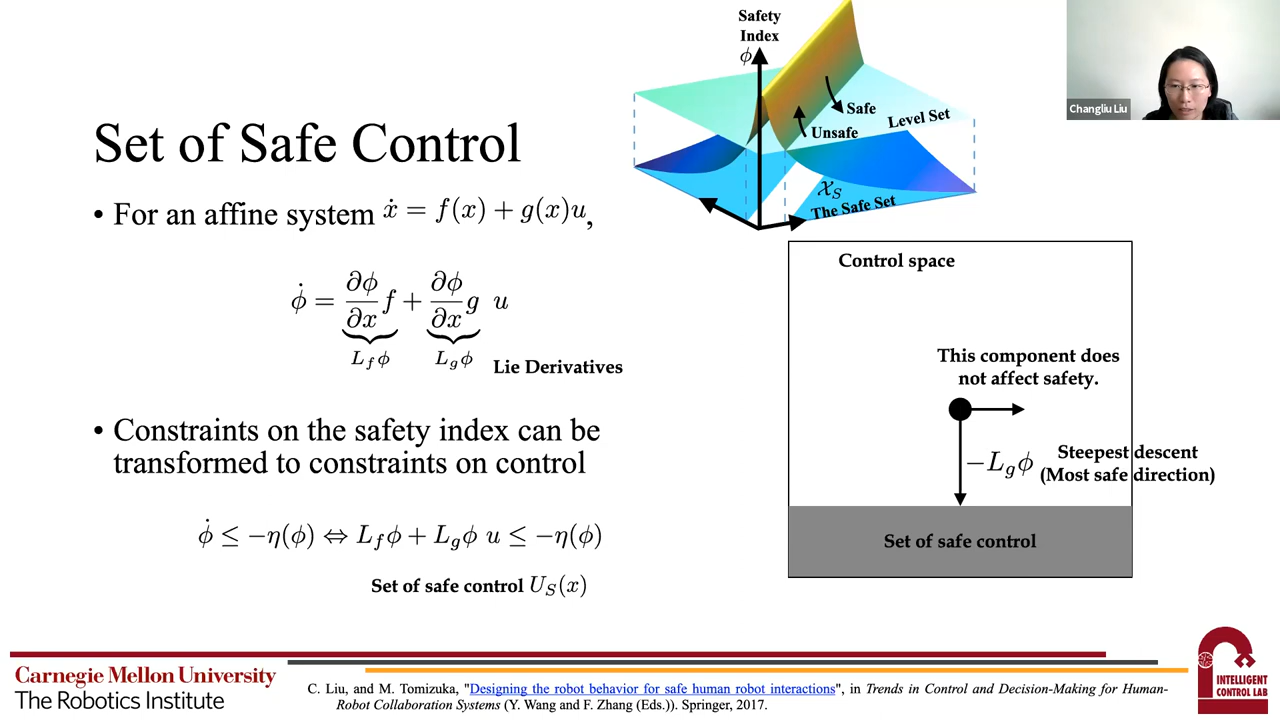 Set of Safe Control
• For an affine system ẋ = f(x) + g(x)u,
ϕ̇ = ∂ϕ/∂x f + ∂ϕ/∂x g u
L_f ϕ L_g ϕ
Lie Derivatives
• Constraints on the safety index can be
transformed to constraints on control
ϕ̇ ≤ −η(ϕ) ⇔ L_f ϕ + L_g ϕ u ≤ −η(ϕ)
Set of safe control U_S(x)
Safety
Index
ϕ
Safe
Unsafe
Level Set
𝒳_S
The Safe Set
Changliu Liu
Control space
This component does
not affect safety.
−L_g ϕ
Steepest descent
(Most safe direction)
Set of safe control
Carnegie Mellon University
The Robotics Institute
C. Liu, and M. Tomizuka, "Designing the robot behavior for safe human robot interactions", in Trends in Control and Decision-Making for Human-
Robot Collaboration Systems (Y. Wang and F. Zhang (Eds.)). Springer, 2017.
INTELLIGENT
CONTROL LAB